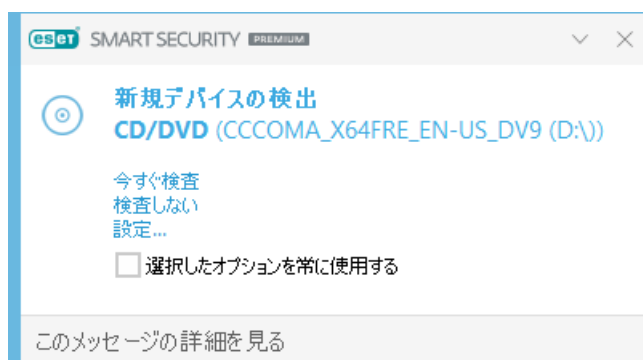 eset SMART SECURITY PREMIUM
新規デバイスの検出
CD/DVD (CCCOMA_X64FRE_EN-US_DV9 (D:\))
今すぐ検査
検査しない
設定...
選択したオプションを常に使用する
このメッセージの詳細を見る